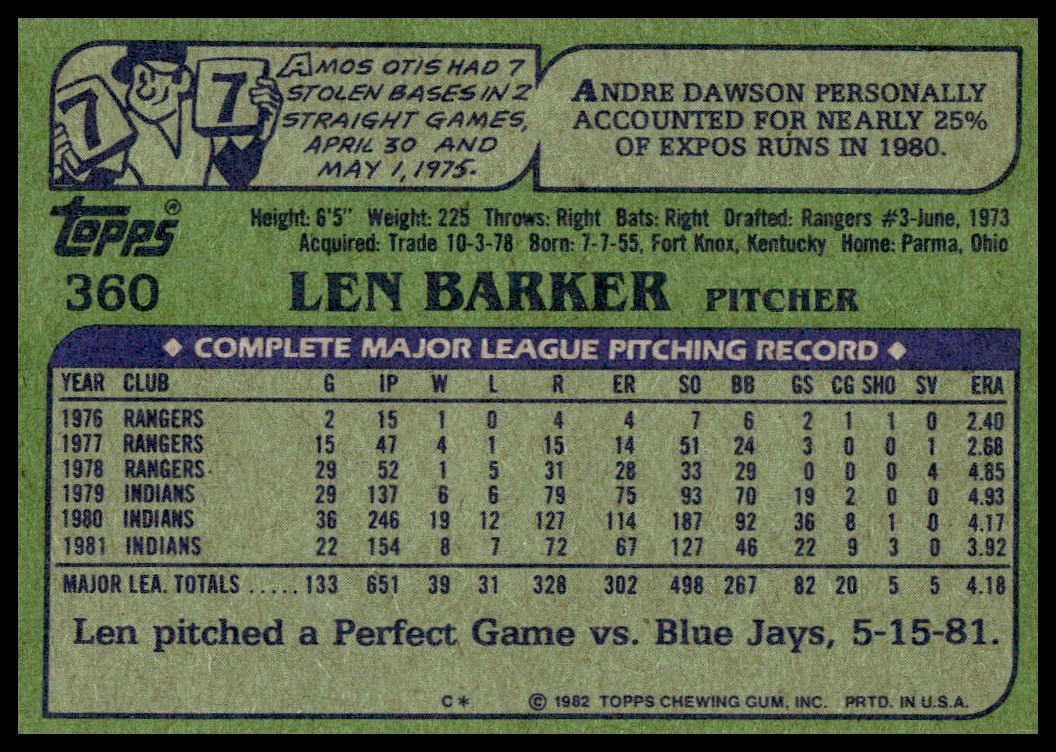 7 7
AMOS OTIS HAD 7
STOLEN BASES IN 2
STRAIGHT GAMES,
APRIL 30 AND
MAY 1, 1975.
ANDRE DAWSON PERSONALLY
ACCOUNTED FOR NEARLY 25%
OF EXPOS RUNS IN 1980.
TOPPS®
Height: 6'5" Weight: 225 Throws: Right Bats: Right Drafted: Rangers #3-June, 1973
Acquired: Trade 10-3-78 Born: 7-7-55, Fort Knox, Kentucky Home: Parma, Ohio
360 LEN BARKER PITCHER
◆ COMPLETE MAJOR LEAGUE PITCHING RECORD ◆
YEAR CLUB G IP W L R ER SO BB GS CG SHO SV ERA
1976 RANGERS 2 15 1 0 4 4 7 6 2 1 1 0 2.40
1977 RANGERS 15 47 4 1 15 14 51 24 3 0 0 1 2.68
1978 RANGERS 29 52 1 5 31 28 33 29 0 0 0 4 4.85
1979 INDIANS 29 137 6 6 79 75 93 70 19 2 0 0 4.93
1980 INDIANS 36 246 19 12 127 114 187 92 36 8 1 0 4.17
1981 INDIANS 22 154 8 7 72 67 127 46 22 9 3 0 3.92
MAJOR LEA. TOTALS ..... 133 651 39 31 328 302 498 267 82 20 5 5 4.18
Len pitched a Perfect Game vs. Blue Jays, 5-15-81.
C* © 1982 TOPPS CHEWING GUM, INC. PRTD. IN U.S.A.